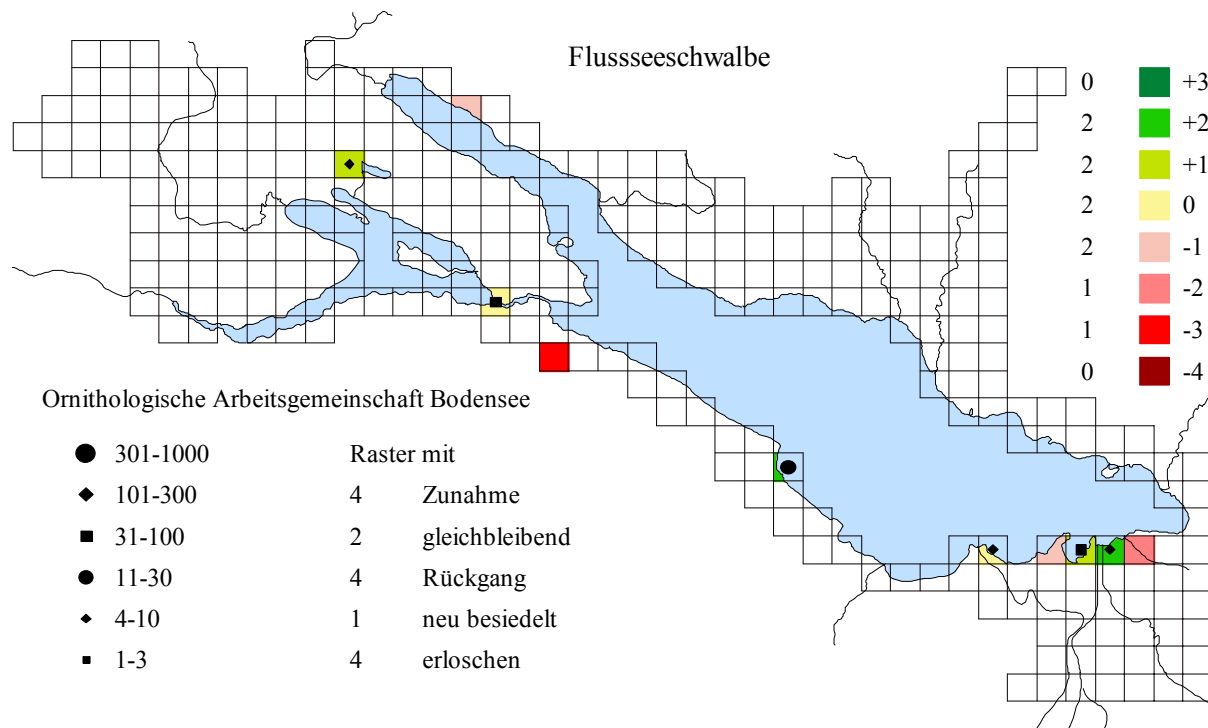 Flussseeschwalbe
0 +3
2 +2
2 +1
2 0
2 -1
1 -2
1 -3
0 -4
Ornithologische Arbeitsgemeinschaft Bodensee
301-1000 Raster mit
101-300 4 Zunahme
31-100 2 gleichbleibend
11-30 4 Rückgang
4-10 1 neu besiedelt
1-3 4 erloschen